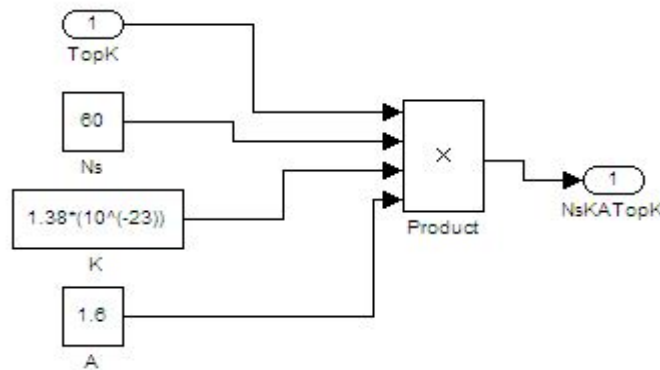 1
TopK
60
Ns
1.38*(10^(-23))
K
1.6
A
×
Product
1
NsKATopK